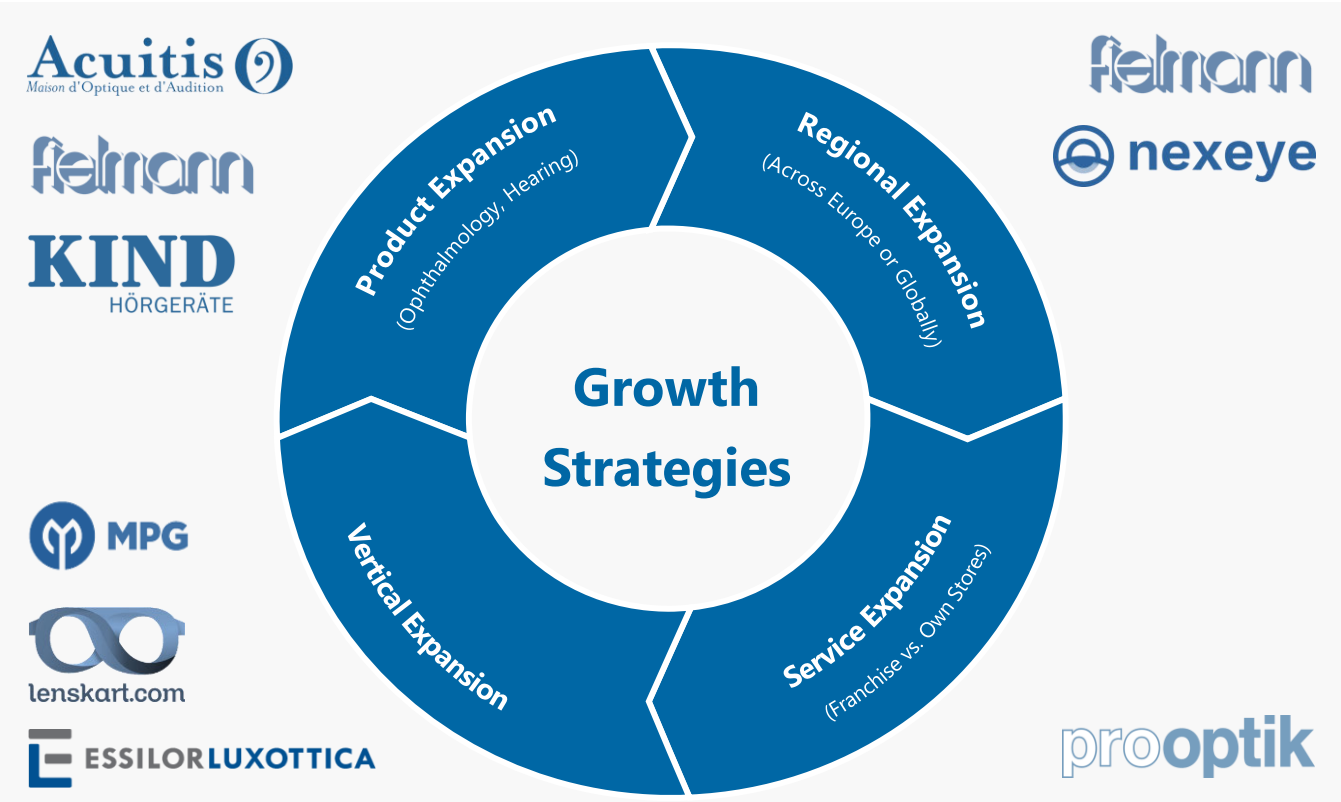 Acuitis
Maison d'Optique et d'Audition
fielmann
KIND
HÖRGERÄTE
Product Expansion
(Ophthalmology, Hearing)
Regional Expansion
(Across Europe or Globally)
fielmann
nexeye
Growth
Strategies
MPG
lenskart.com
ESSILORLUXOTTICA
Vertical Expansion
Service Expansion
(Franchise vs. Own Stores)
prooptik